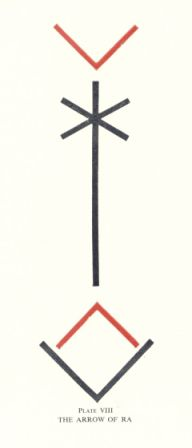 PLATE VIII
THE ARROW OF RA